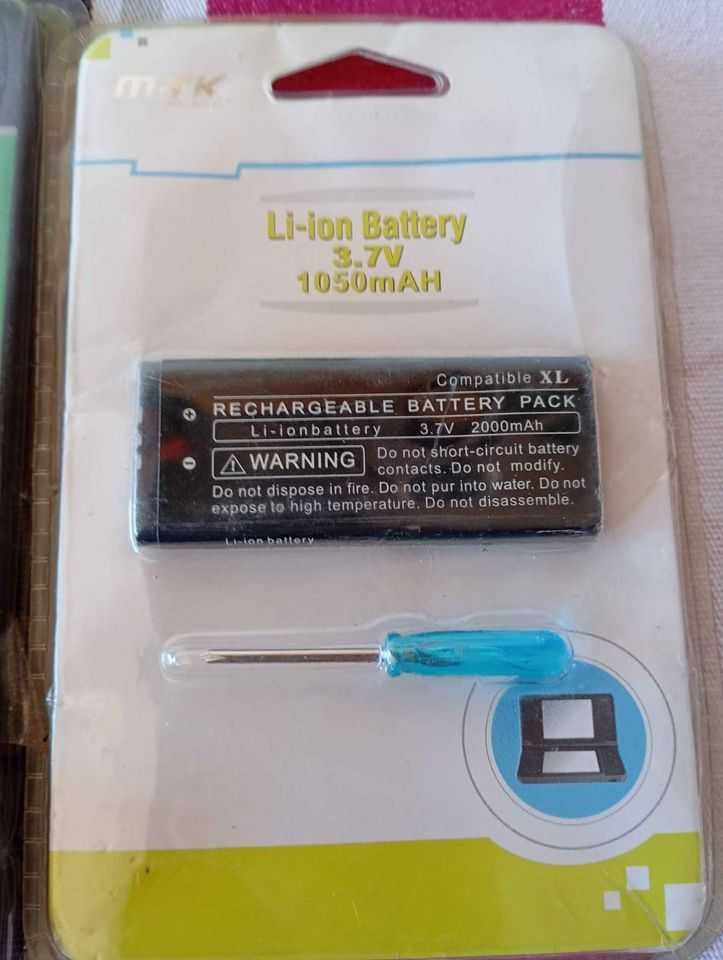 Li-ion Battery
3.7V
1050mAH
Compatible XL
RECHARGEABLE BATTERY PACK
Li-ionbattery 3.7V 2000mAh
WARNING
Do not short-circuit battery
contacts. Do not modify.
Do not dispose in fire. Do not pur into water. Do not
expose to high temperature. Do not disassemble.
Li-ion battery